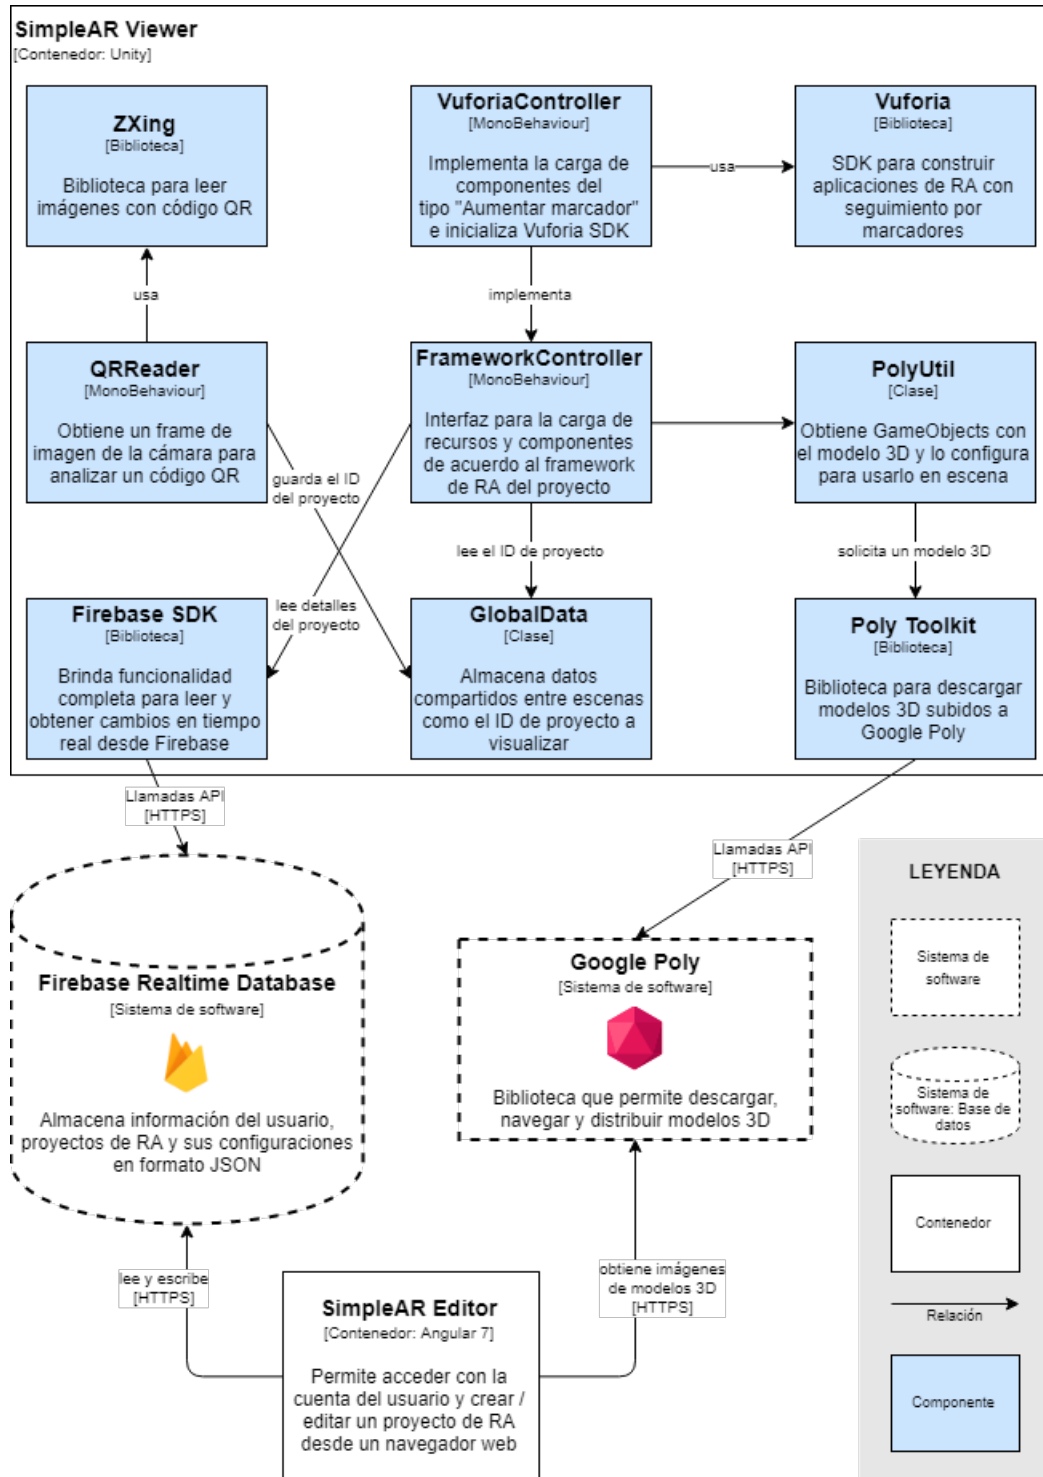 SimpleAR Viewer
[Contenedor: Unity]
ZXing
[Biblioteca]
Biblioteca para leer
imágenes con código QR
VuforiaController
[MonoBehaviour]
Implementa la carga de
componentes del
tipo "Aumentar marcador"
e inicializa Vuforia SDK
Vuforia
[Biblioteca]
SDK para construir
aplicaciones de RA con
seguimiento por
marcadores
usa
usa
implementa
QRReader
[MonoBehaviour]
Obtiene un frame de
imagen de la cámara para
analizar un código QR
FrameworkController
[MonoBehaviour]
Interfaz para la carga de
recursos y componentes
de acuerdo al framework
de RA del proyecto
PolyUtil
[Clase]
Obtiene GameObjects con
el modelo 3D y lo configura
para usarlo en escena
guarda el ID
del proyecto
lee el ID de proyecto
solicita un modelo 3D
lee detalles
del proyecto
Firebase SDK
[Biblioteca]
Brinda funcionalidad
completa para leer y
obtener cambios en tiempo
real desde Firebase
GlobalData
[Clase]
Almacena datos
compartidos entre escenas
como el ID de proyecto a
visualizar
Poly Toolkit
[Biblioteca]
Biblioteca para descargar
modelos 3D subidos a
Google Poly
Llamadas API
[HTTPS]
Llamadas API
[HTTPS]
Firebase Realtime Database
[Sistema de software]
Almacena información del usuario,
proyectos de RA y sus configuraciones
en formato JSON
Google Poly
[Sistema de software]
Biblioteca que permite descargar,
navegar y distribuir modelos 3D
lee y escribe
[HTTPS]
obtiene imágenes
de modelos 3D
[HTTPS]
SimpleAR Editor
[Contenedor: Angular 7]
Permite acceder con la
cuenta del usuario y crear /
editar un proyecto de RA
desde un navegador web
LEYENDA
Sistema de
software
Sistema de
software: Base de
datos
Contenedor
Relación
Componente